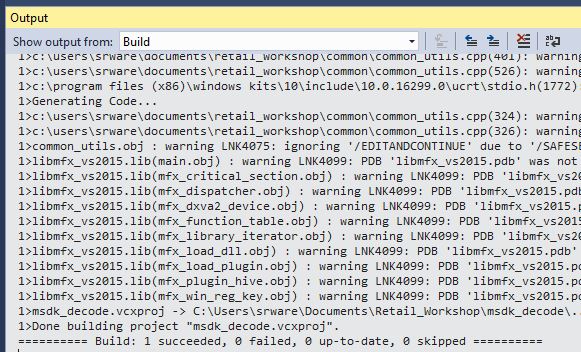 Output
Show output from: Build
1>c:\users\srware\documents\retail_workshop\common\common_utils.cpp(401): warning
1>c:\users\srware\documents\retail_workshop\common\common_utils.cpp(526): warning
1>c:\program files (x86)\windows kits\10\include\10.0.16299.0\ucrt\stdio.h(1772):
1>Generating Code...
1>c:\users\srware\documents\retail_workshop\common\common_utils.cpp(324): warning
1>c:\users\srware\documents\retail_workshop\common\common_utils.cpp(326): warning
1>common_utils.obj : warning LNK4075: ignoring '/EDITANDCONTINUE' due to '/SAFESE
1>libmfx_vs2015.lib(main.obj) : warning LNK4099: PDB 'libmfx_vs2015.pdb' was not
1>libmfx_vs2015.lib(mfx_critical_section.obj) : warning LNK4099: PDB 'libmfx_vs20
1>libmfx_vs2015.lib(mfx_dispatcher.obj) : warning LNK4099: PDB 'libmfx_vs2015.pdb
1>libmfx_vs2015.lib(mfx_dxva2_device.obj) : warning LNK4099: PDB 'libmfx_vs2015.p
1>libmfx_vs2015.lib(mfx_function_table.obj) : warning LNK4099: PDB 'libmfx_vs2015
1>libmfx_vs2015.lib(mfx_library_iterator.obj) : warning LNK4099: PDB 'libmfx_vs20
1>libmfx_vs2015.lib(mfx_load_dll.obj) : warning LNK4099: PDB 'libmfx_vs2015.pdb'
1>libmfx_vs2015.lib(mfx_load_plugin.obj) : warning LNK4099: PDB 'libmfx_vs2015.pd
1>libmfx_vs2015.lib(mfx_plugin_hive.obj) : warning LNK4099: PDB 'libmfx_vs2015.pd
1>libmfx_vs2015.lib(mfx_win_reg_key.obj) : warning LNK4099: PDB 'libmfx_vs2015.pd
1>msdk_decode.vcxproj -> C:\Users\srware\Documents\Retail_Workshop\msdk_decode\..
1>Done building project "msdk_decode.vcxproj".
========== Build: 1 succeeded, 0 failed, 0 up-to-date, 0 skipped ==========